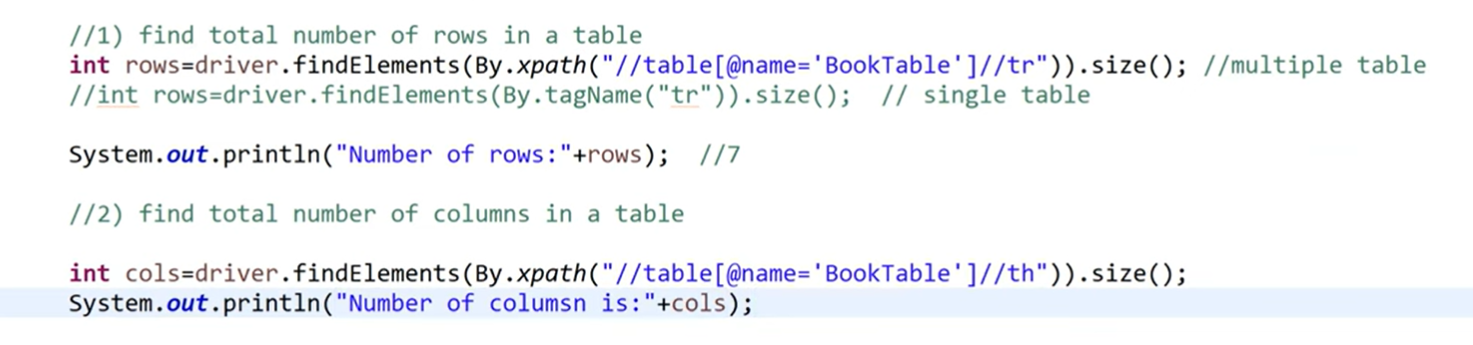 //1) find total number of rows in a table
int rows=driver.findElements(By.xpath("//table[@name='BookTable']//tr")).size(); //multiple table
//int rows=driver.findElements(By.tagName("tr")).size();  // single table
System.out.println("Number of rows:"+rows);  //7
//2) find total number of columns in a table
int cols=driver.findElements(By.xpath("//table[@name='BookTable']//th")).size();
System.out.println("Number of columsn is:"+cols);